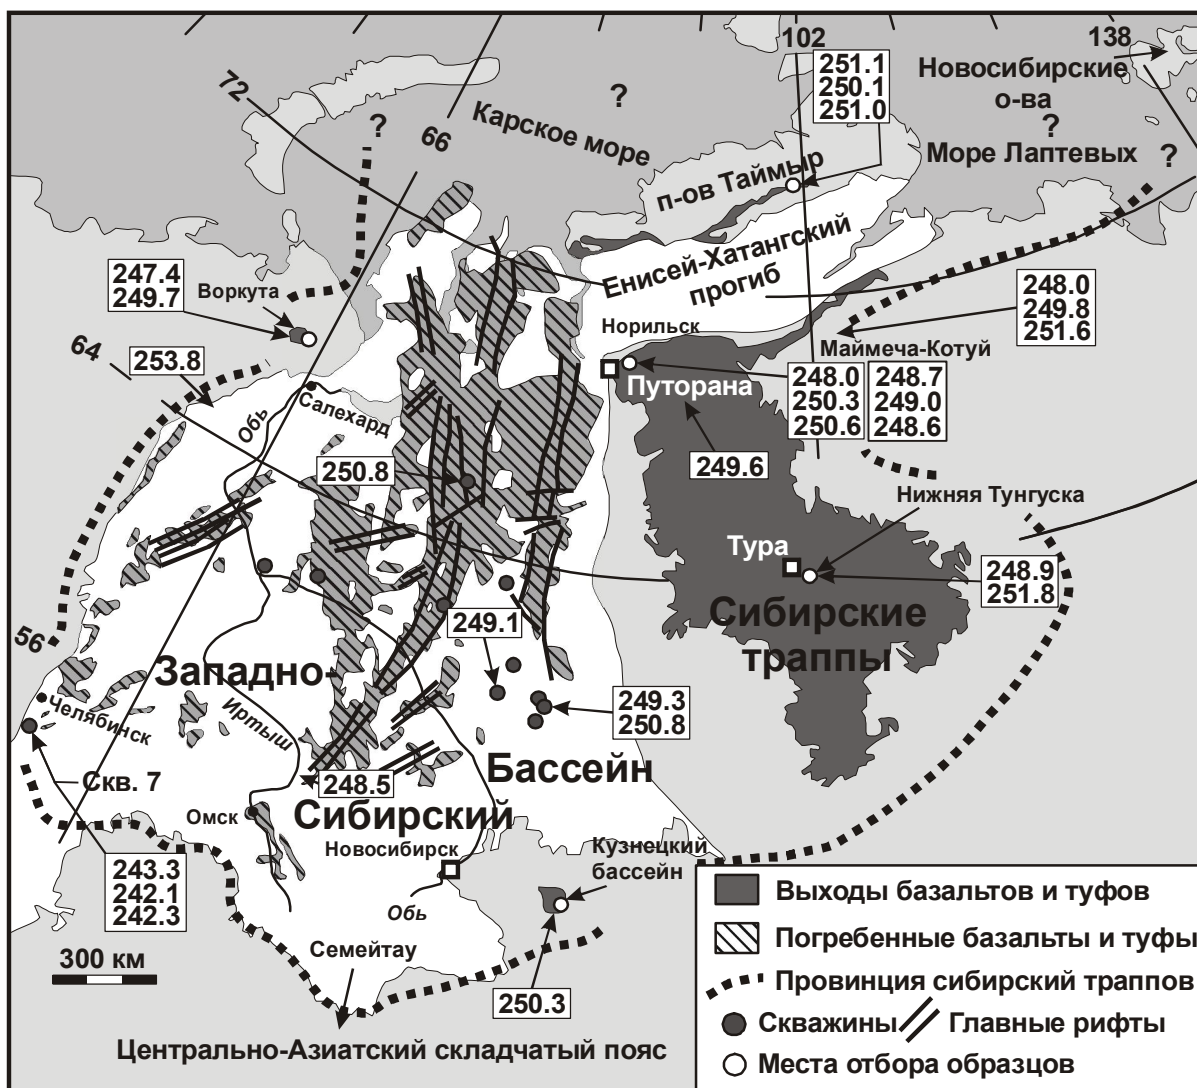 102
138
251.1
250.1
251.0
Новосибирские
о-ва
?
Море Лаптевых
?
72
?
?
66
Карское море
п-ов Таймыр
Енисей-Хатангский
прогиб
247.4
249.7
Воркута
248.0
249.8
251.6
Норильск
Маймеча-Котуй
64
253.8
Обь
Салехард
Путорана
248.0
250.3
250.6
248.7
249.0
248.6
250.8
249.6
Нижняя Тунгуска
Тура
248.9
251.8
56
249.1
Сибирские
траппы
Западно-
Челябинск
Иртыш
249.3
250.8
Скв. 7
248.5
Бассейн
Омск
Сибирский
Новосибирск
Кузнецкий
бассейн
243.3
242.1
242.3
Обь
300 км
Семейтау
250.3
Центрально-Азиатский складчатый пояс
Выходы базальтов и туфов
Погребенные базальты и туфы
Провинция сибирский траппов
Скважины
Главные рифты
Места отбора образцов